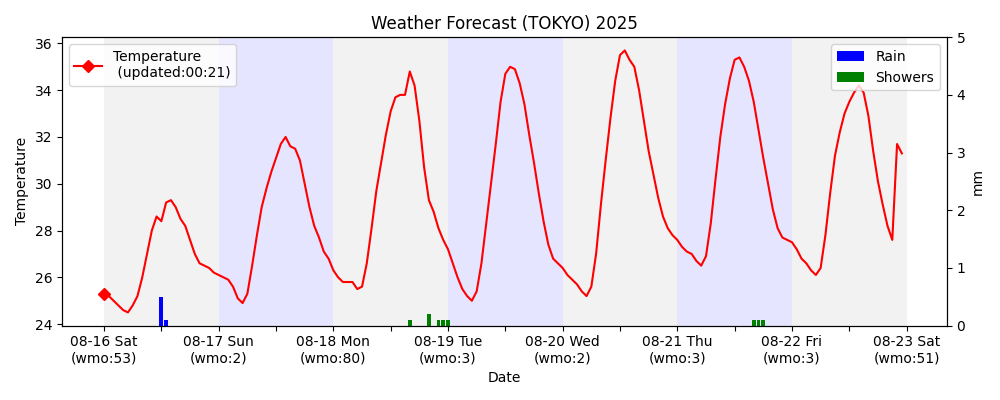 Weather Forecast (TOKYO) 2025
Temperature
(updated:00:21)
Rain
Showers
36
34
32
30
28
26
24
Temperature
5
4
3
2
1
0
mm
08-16 Sat
(wmo:53)
08-17 Sun
(wmo:2)
08-18 Mon
(wmo:80)
08-19 Tue
(wmo:3)
08-20 Wed
(wmo:2)
08-21 Thu
(wmo:3)
08-22 Fri
(wmo:3)
08-23 Sat
(wmo:51)
Date